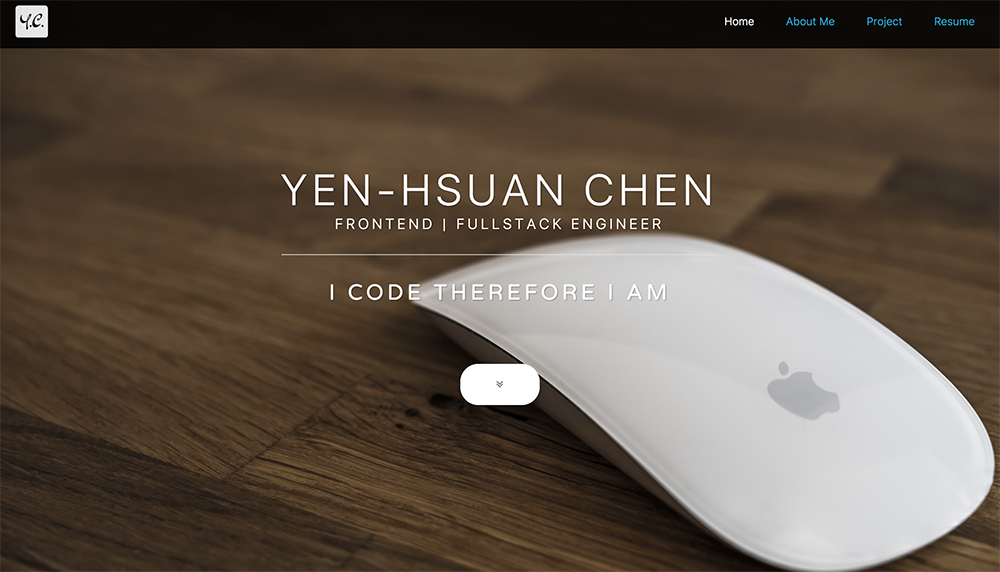 Y.C.
Home About Me Project Resume
YEN-HSUAN CHEN
FRONTEND | FULLSTACK ENGINEER
I CODE THEREFORE I AM